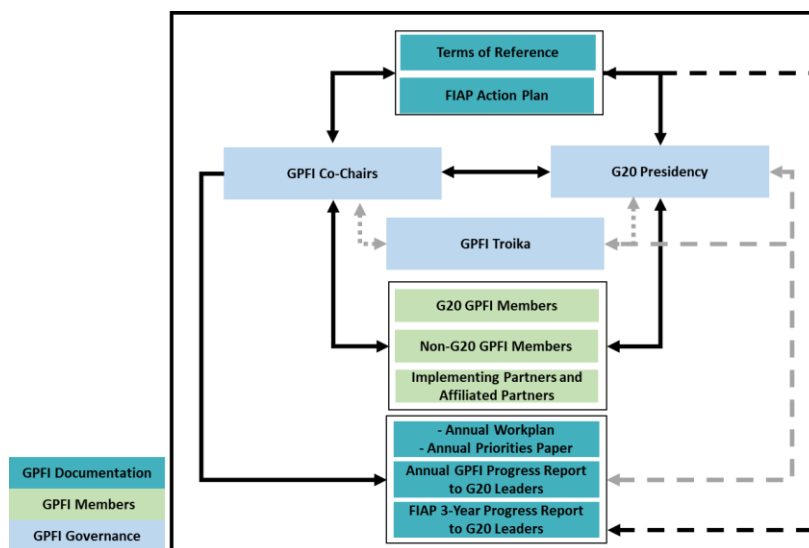 Terms of Reference
FIAP Action Plan
GPFI Co-Chairs
G20 Presidency
GPFI Troika
G20 GPFI Members
Non-G20 GPFI Members
Implementing Partners and
Affiliated Partners
- Annual Workplan
- Annual Priorities Paper
Annual GPFI Progress Report
to G20 Leaders
FIAP 3-Year Progress Report
to G20 Leaders
GPFI Documentation
GPFI Members
GPFI Governance